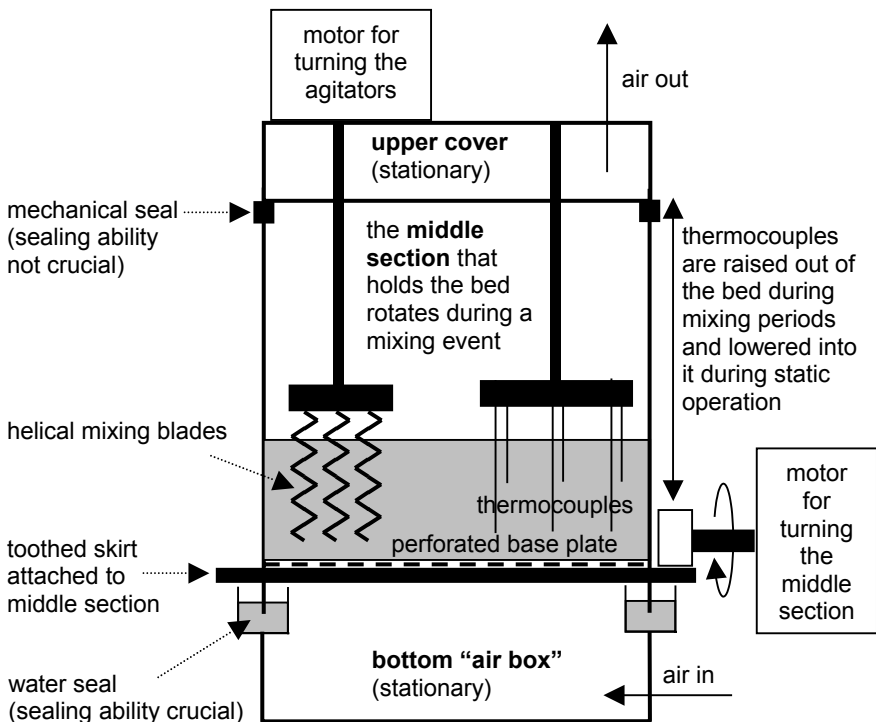 motor for
turning the
agitators
air out
upper cover
(stationary)
mechanical seal
(sealing ability
not crucial)
the middle
section that
holds the bed
rotates during a
mixing event
thermocouples
are raised out of
the bed during
mixing periods
and lowered into
it during static
operation
helical mixing blades
thermocouples
perforated base plate
motor
for
turning
the
middle
section
toothed skirt
attached to
middle section
water seal
(sealing ability crucial)
bottom “air box”
(stationary)
air in